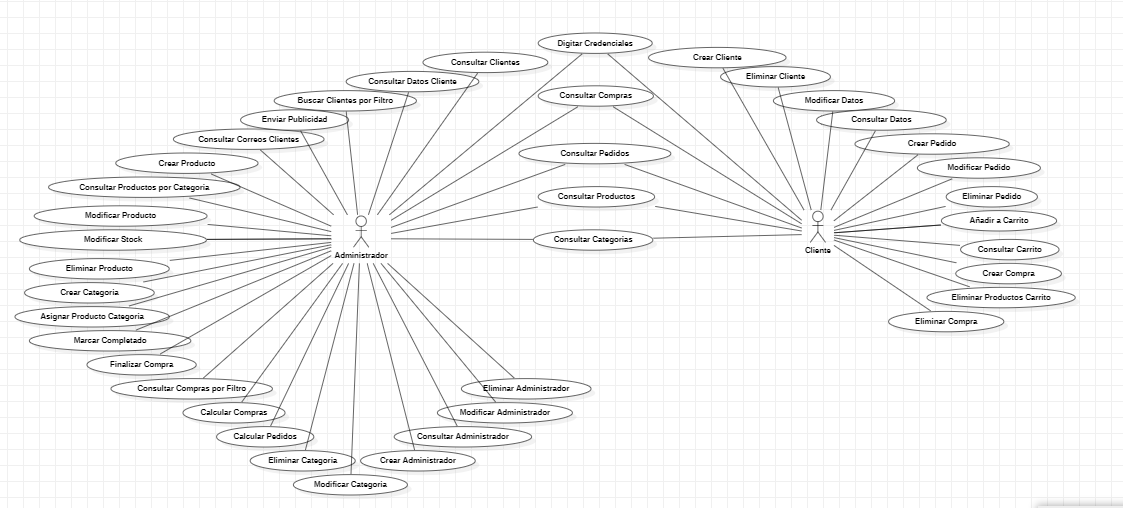 Digitar Credenciales
Crear Cliente
Consultar Clientes
Eliminar Cliente
Consultar Datos Cliente
Consultar Compras
Buscar Clientes por Filtro
Modificar Datos
Enviar Publicidad
Consultar Datos
Consultar Correos Clientes
Crear Pedido
Consultar Pedidos
Crear Producto
Modificar Pedido
Consultar Productos por Categoria
Consultar Productos
Eliminar Pedido
Modificar Producto
Añadir a Carrito
Modificar Stock
Consultar Categorias
Consultar Carrito
Cliente
Administrador
Eliminar Producto
Crear Compra
Crear Categoria
Eliminar Productos Carrito
Asignar Producto Categoria
Eliminar Compra
Marcar Completado
Finalizar Compra
Consultar Compras por Filtro
Eliminar Administrador
Calcular Compras
Modificar Administrador
Calcular Pedidos
Consultar Administrador
Eliminar Categoria
Crear Administrador
Modificar Categoria